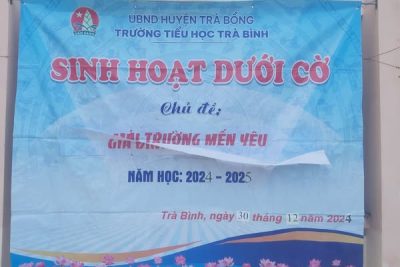 UBND HUYỆN TRÀ BỒNG
TRƯỜNG TIỂU HỌC TRÀ BÌNH
SINH HOẠT DƯỚI CỜ
Chủ đề:
TRƯỜNG MẾN YÊU
NĂM HỌC: 2024 - 2025
Trà Bình, ngày 30 tháng 12 năm 2024